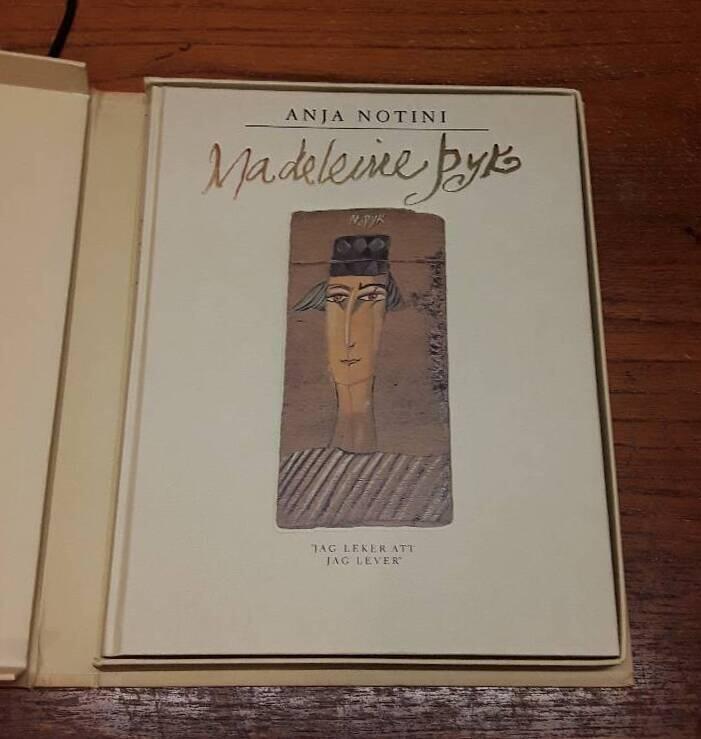 ANJA NOTINI
Madeleine pyk
M. PYK
"JAG LEKER ATT
JAG LEVER"